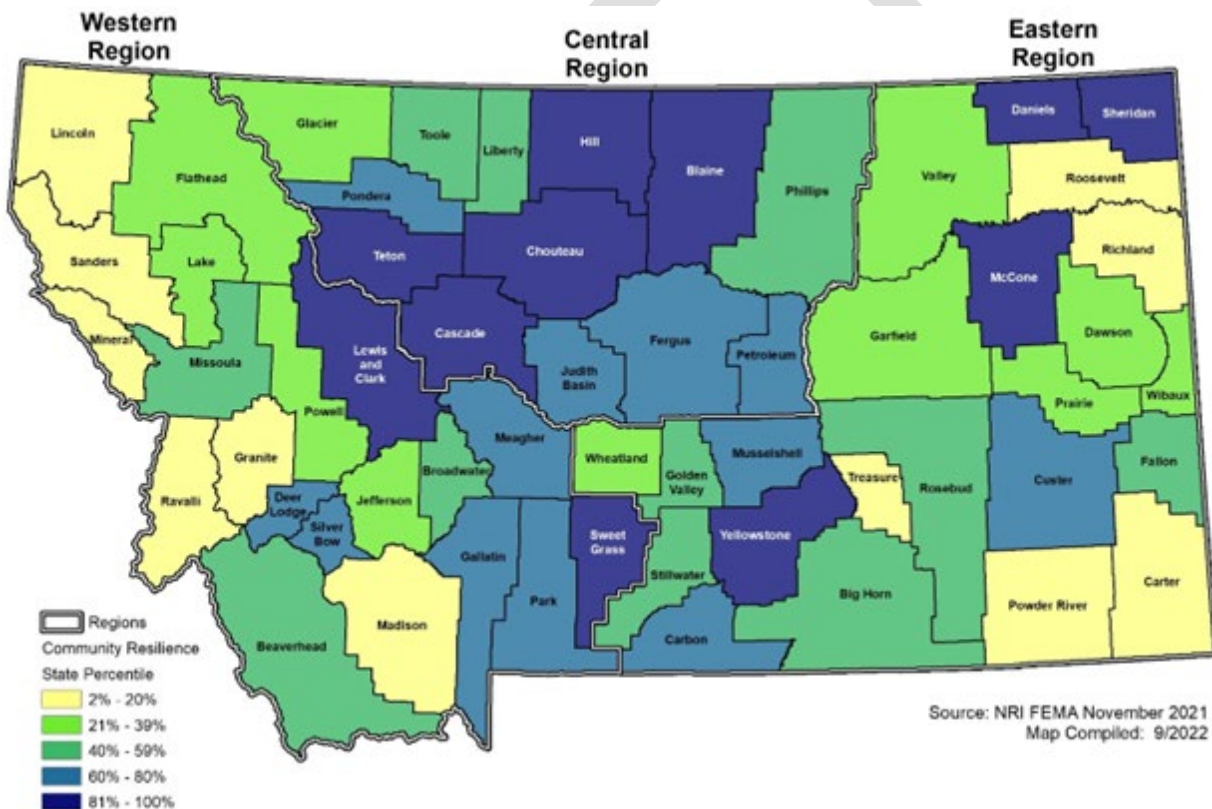 Western
Region
Central
Region
Eastern
Region
Lincoln
Flathead
Glacier
Toole
Liberty
Hill
Blaine
Phillips
Valley
Daniels
Sheridan
Roosevelt
Pondera
Richland
Sanders
Lake
Teton
Chouteau
McCone
Mineral
Missoula
Lewis
and
Clark
Cascade
Judith
Basin
Fergus
Petroleum
Garfield
Dawson
Prairie
Wibaux
Powell
Ravalli
Granite
Meagher
Broadwater
Wheatland
Golden
Valley
Musselshell
Treasure
Rosebud
Custer
Fallon
Deer
Lodge
Silver
Bow
Jefferson
Gallatin
Park
Sweet
Grass
Yellowstone
Stillwater
Big Horn
Powder River
Carter
Madison
Beaverhead
Carbon
Regions
Community Resilience
State Percentile
2% - 20%
21% - 39%
40% - 59%
60% - 80%
81% - 100%
Source: NRI FEMA November 2021
Map Compiled: 9/2022